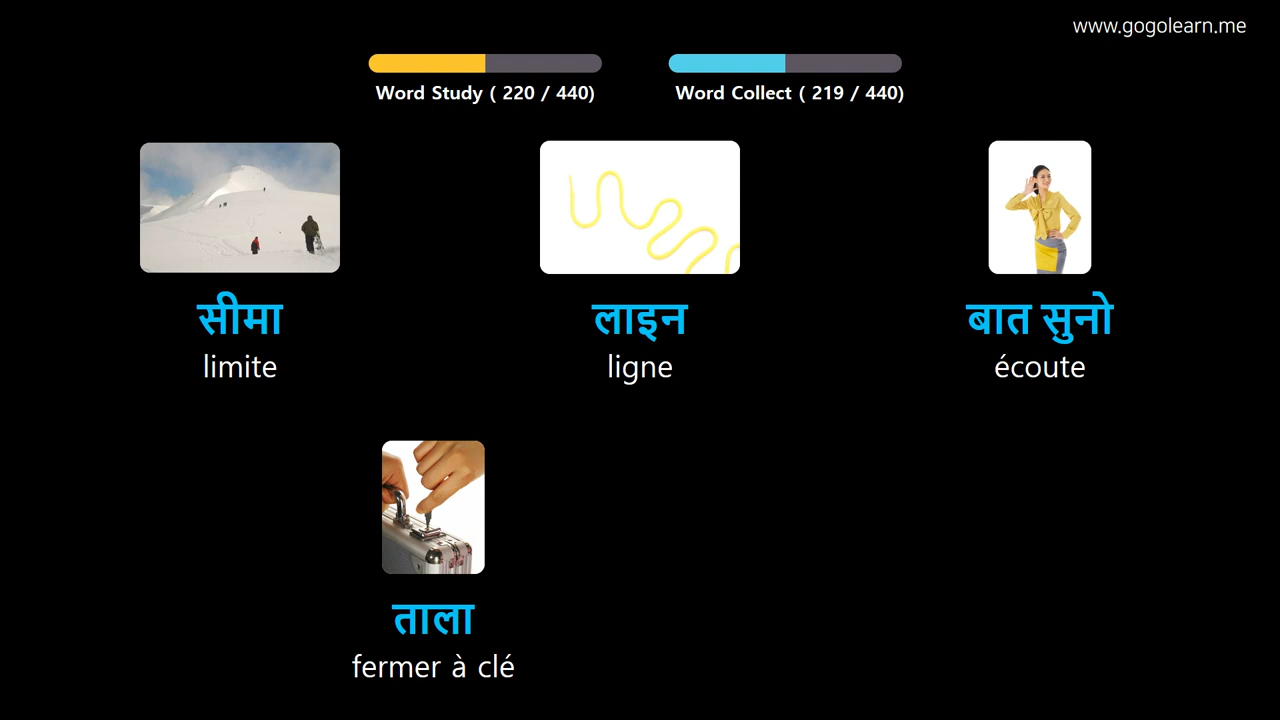 www.gogolearn.me
Word Study ( 220 / 440)
Word Collect ( 219 / 440)
सीमा
limite
लाइन
ligne
बात सुनो
écoute
ताला
fermer à clé